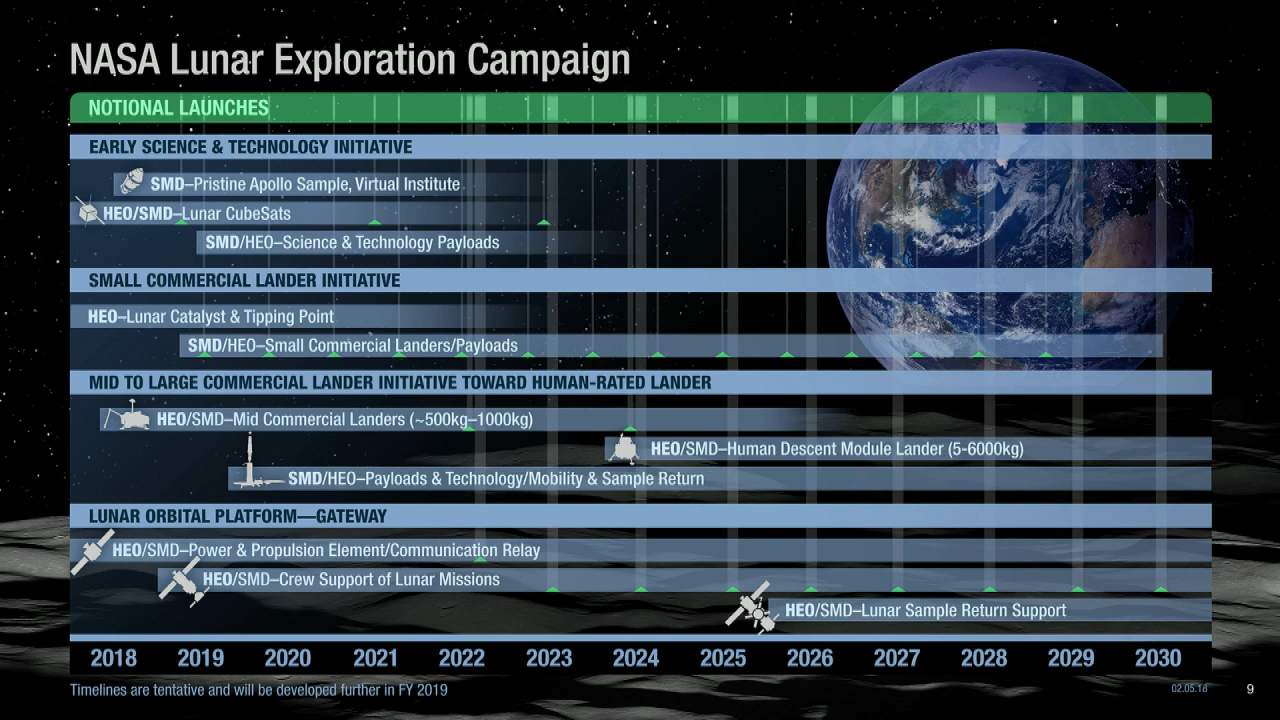 NASA Lunar Exploration Campaign
NOTIONAL LAUNCHES
EARLY SCIENCE & TECHNOLOGY INITIATIVE
SMD–Pristine Apollo Sample, Virtual Institute
HEO/SMD–Lunar CubeSats
SMD/HEO–Science & Technology Payloads
SMALL COMMERCIAL LANDER INITIATIVE
HEO–Lunar Catalyst & Tipping Point
SMD/HEO–Small Commercial Landers/Payloads
MID TO LARGE COMMERCIAL LANDER INITIATIVE TOWARD HUMAN-RATED LANDER
HEO/SMD–Mid Commercial Landers (~500kg–1000kg)
HEO/SMD–Human Descent Module Lander (5-6000kg)
SMD/HEO–Payloads & Technology/Mobility & Sample Return
LUNAR ORBITAL PLATFORM—GATEWAY
HEO/SMD–Power & Propulsion Element/Communication Relay
HEO/SMD–Crew Support of Lunar Missions
HEO/SMD–Lunar Sample Return Support
2018 2019 2020 2021 2022 2023 2024 2025 2026 2027 2028 2029 2030
Timelines are tentative and will be developed further in FY 2019
02.05.18
9